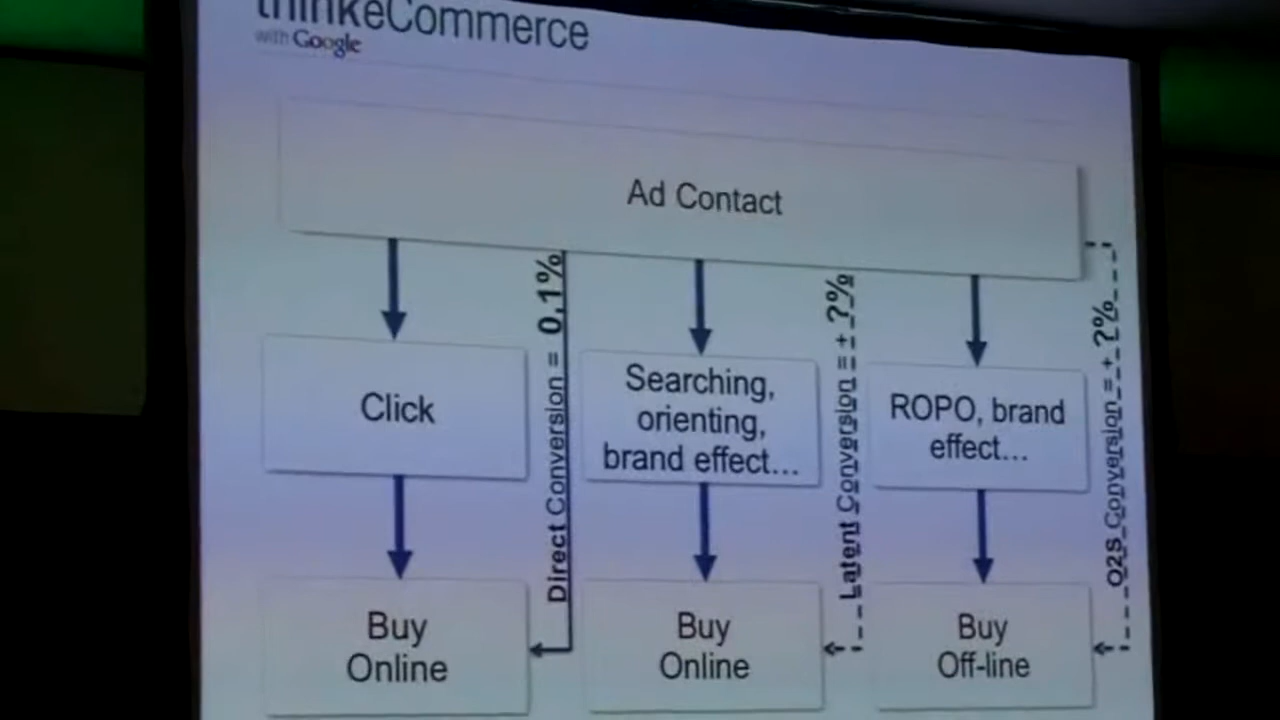 thinkeCommerce
with Google
Ad Contact
Direct Conversion = 0,1%
Latent Conversion = + ?%
O2S Conversion = + ?%
Click
Searching,
orienting,
brand effect...
ROPO, brand
effect...
Buy
Online
Buy
Online
Buy
Off-line